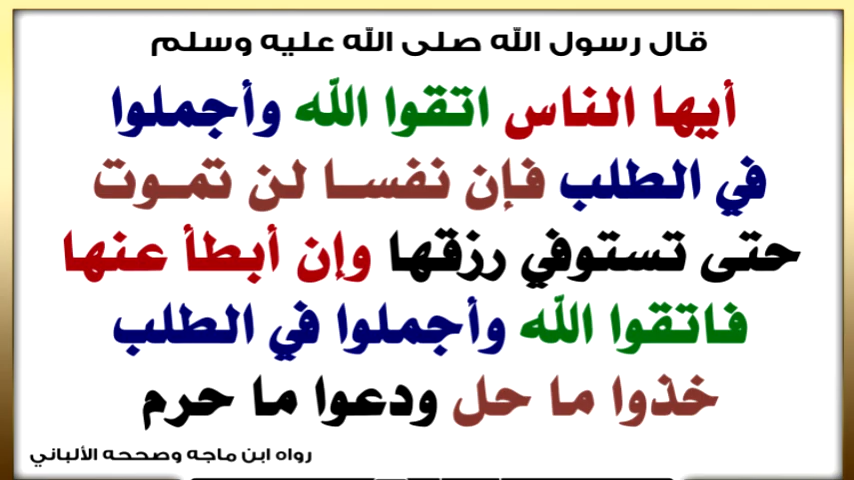 قال رسول الله صلى الله عليه وسلم
أيها الناس اتقوا الله وأجملوا
في الطلب فإن نفسا لن تموت
حتى تستوفي رزقها وإن أبطأ عنها
فاتقوا الله وأجملوا في الطلب
خذوا ما حل ودعوا ما حرم
رواه ابن ماجه وصححه الألباني